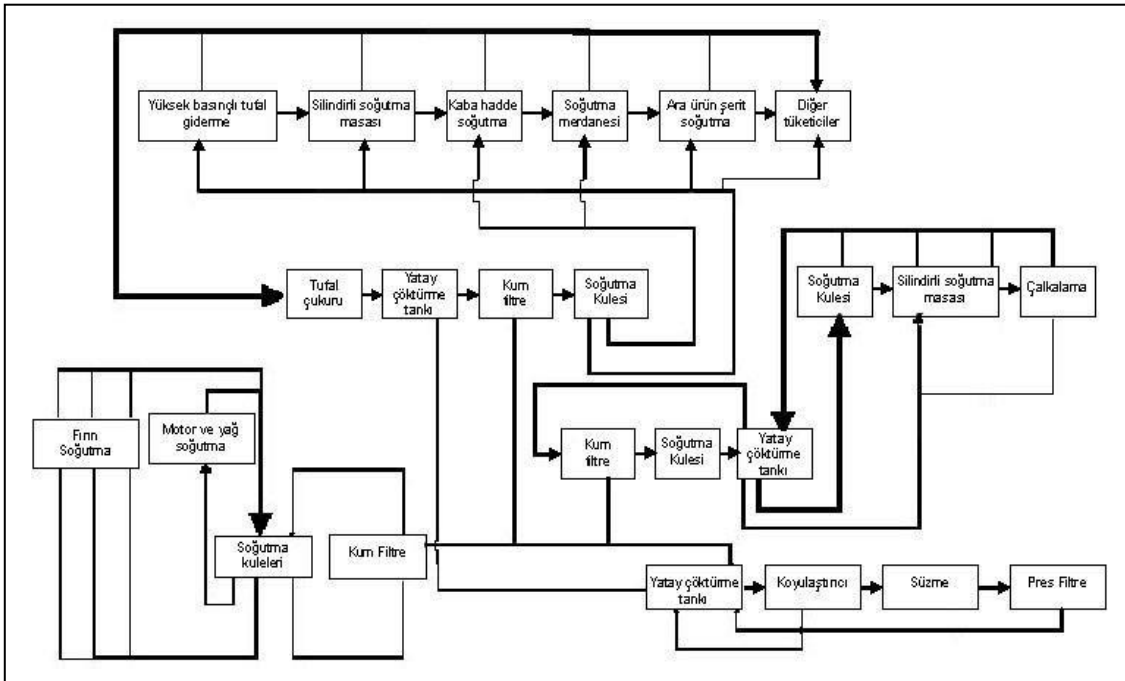 Yüksek basınçlı tufal
giderme
Silindirli soğutma
masası
Kaba hadde
soğutma
Soğutma
merdanesi
Ara ürün şerit
soğutma
Diğer
tüketiciler
Tufal
çukuru
Yatay
çöktürme
tankı
Kum
filtre
Soğutma
Kulesi
Soğutma
Kulesi
Silindirli soğutma
masası
Çalkalama
Fırın
Soğutma
Motor ve yağ
soğutma
Kum
filtre
Soğutma
Kulesi
Yatay
çöktürme
tankı
Soğutma
kuleleri
Kum Filtre
Yatay çöktürme
tankı
Koyulaştırıcı
Süzme
Pres Filtre